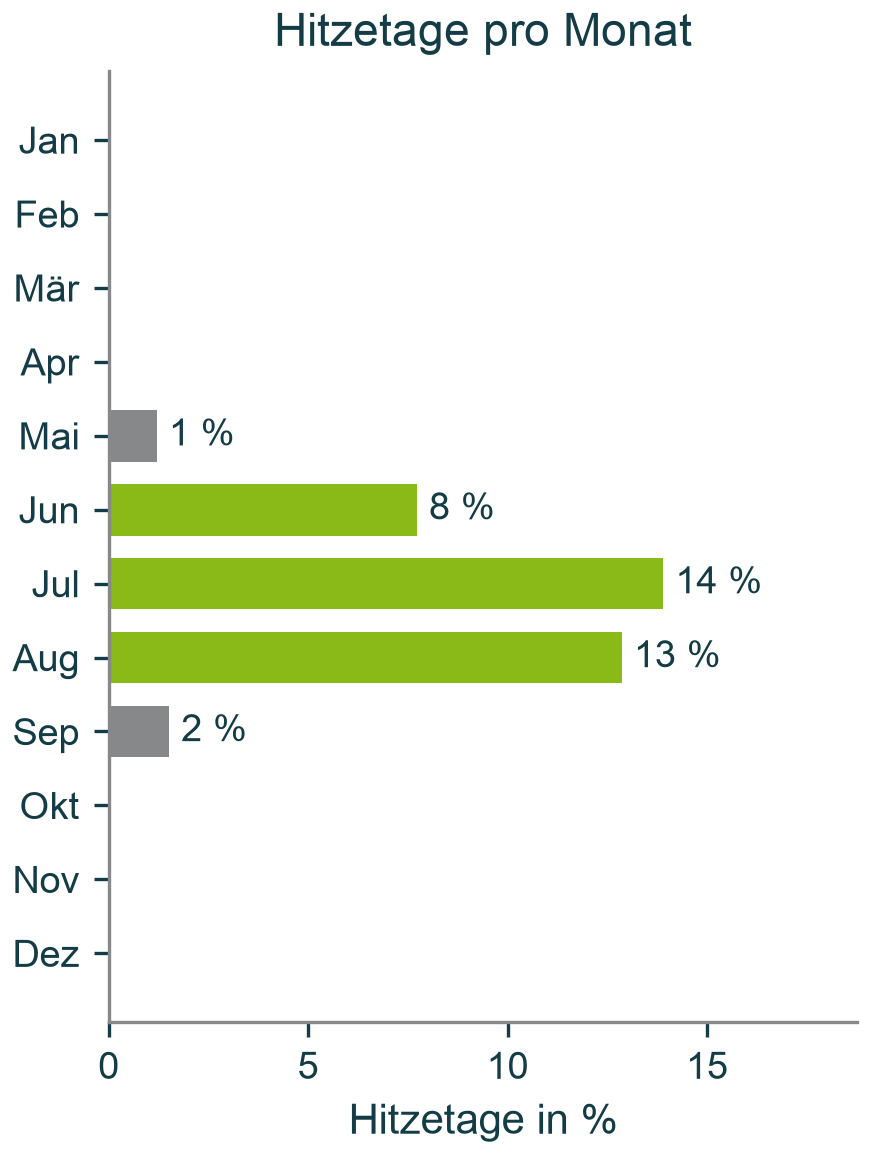 Hitzetage pro Monat
Jan
Feb
Mär
Apr
Mai 1 %
Jun 8 %
Jul 14 %
Aug 13 %
Sep 2 %
Okt
Nov
Dez
0 5 10 15
Hitzetage in %